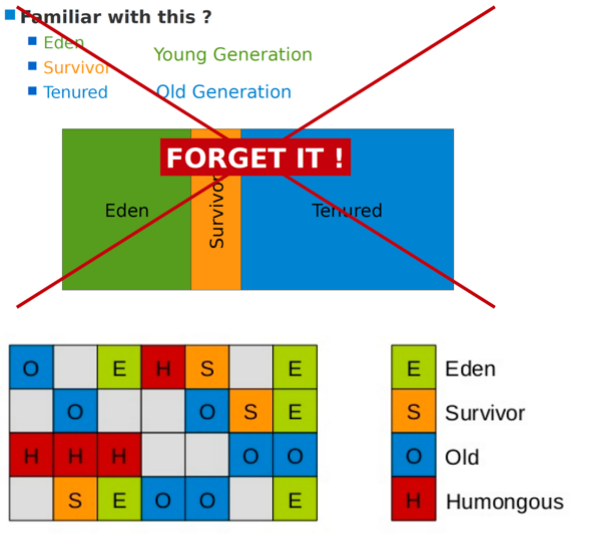 Familiar with this ?
Eden
Young Generation
Survivor
Tenured
Old Generation
FORGET IT !
Eden
Survivor
Tenured
O E H S E
O O S E
H H H O O
S E O O E
E Eden
S Survivor
O Old
H Humongous